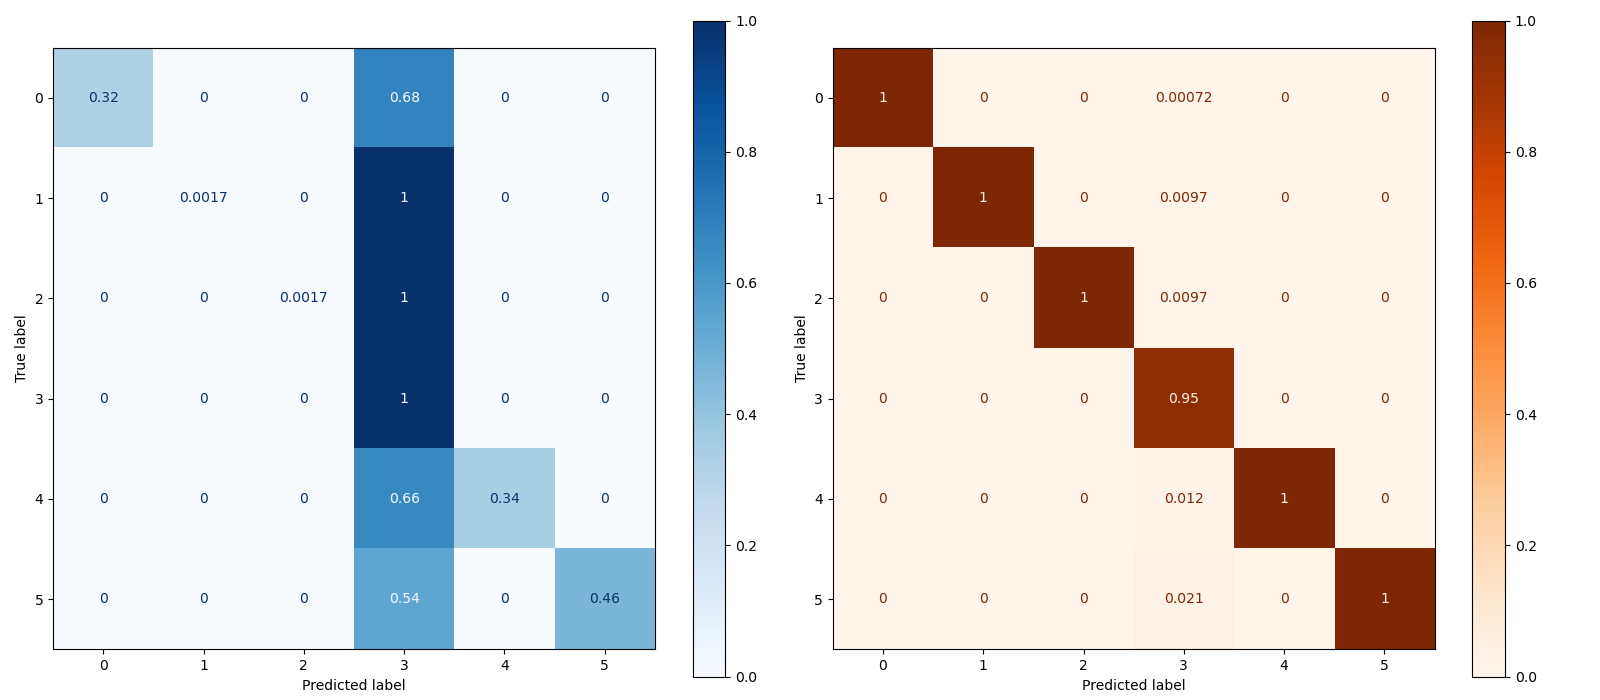 1.0
0 0.32 0 0 0.68 0 0
0.8
1 0 0.0017 0 1 0 0
0.6
2 0 0 0.0017 1 0 0
True label
3 0 0 0 1 0 0
0.4
4 0 0 0 0.66 0.34 0
0.2
5 0 0 0 0.54 0 0.46
0 1 2 3 4 5
0.0
Predicted label
1.0
0 1 0 0 0.00072 0 0
0.8
1 0 1 0 0.0097 0 0
0.6
2 0 0 1 0.0097 0 0
True label
3 0 0 0 0.95 0 0
0.4
4 0 0 0 0.012 1 0
0.2
5 0 0 0 0.021 0 1
0 1 2 3 4 5
0.0
Predicted label